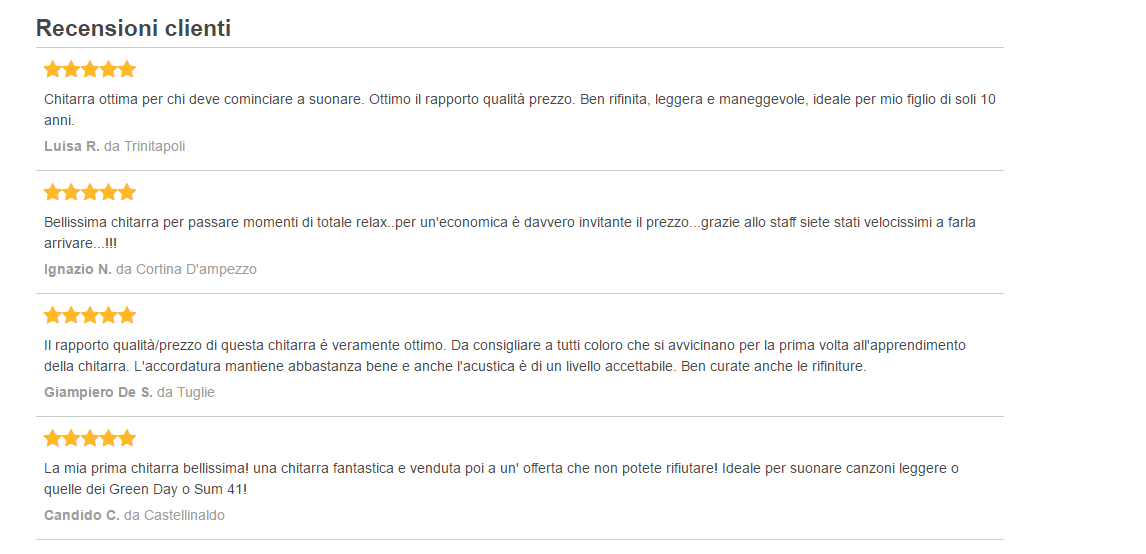 Recensioni clienti
Chitarra ottima per chi deve cominciare a suonare. Ottimo il rapporto qualità prezzo. Ben rifinita, leggera e maneggevole, ideale per mio figlio di soli 10
anni.
Luisa R. da Trinitapoli
Bellissima chitarra per passare momenti di totale relax..per un'economica è davvero invitante il prezzo...grazie allo staff siete stati velocissimi a farla
arrivare...!!!
Ignazio N. da Cortina D'ampezzo
Il rapporto qualità/prezzo di questa chitarra è veramente ottimo. Da consigliare a tutti coloro che si avvicinano per la prima volta all'apprendimento
della chitarra. L'accordatura mantiene abbastanza bene e anche l'acustica è di un livello accettabile. Ben curate anche le rifiniture.
Giampiero De S. da Tuglie
La mia prima chitarra bellissima! una chitarra fantastica e venduta poi a un' offerta che non potete rifiutare! Ideale per suonare canzoni leggere o
quelle dei Green Day o Sum 41!
Candido C. da Castellinaldo